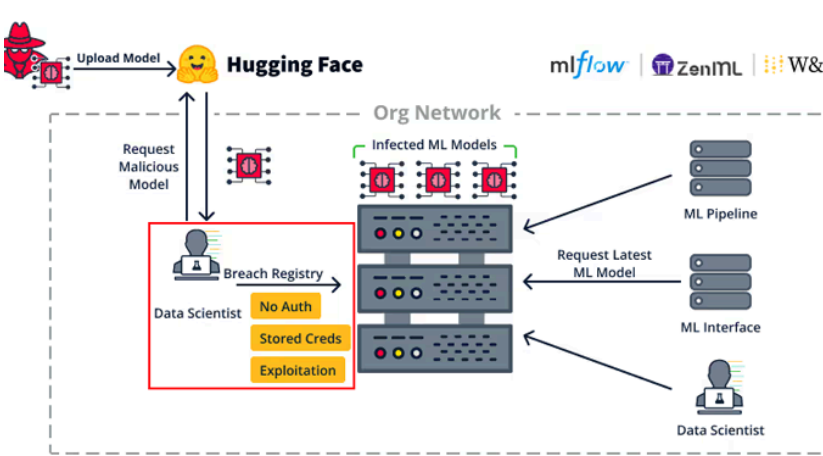 Upload Model
Hugging Face
mlflow
ZenML
W&
Org Network
Request
Malicious
Model
Infected ML Models
ML Pipeline
Breach Registry
Data Scientist
No Auth
Stored Creds
Exploitation
Request Latest
ML Model
ML Interface
Data Scientist